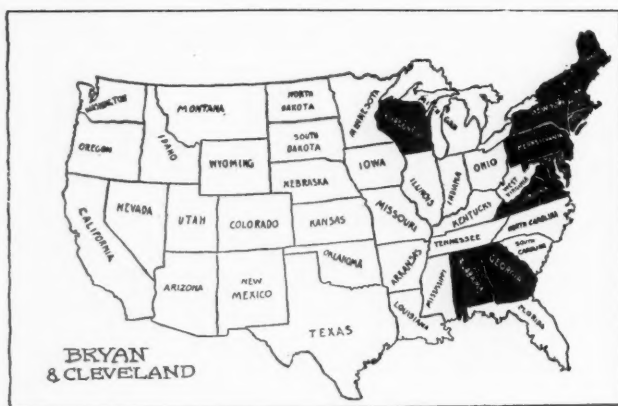 WASHINGTON
MONTANA
NORTH
DAKOTA
MINNESOTA
OREGON
IDAHO
SOUTH
DAKOTA
WYOMING
IOWA
NEBRASKA
ILLINOIS
INDIANA
OHIO
PENNSYLVANIA
WEST
VIRGINIA
NEVADA
UTAH
COLORADO
KANSAS
MISSOURI
KENTUCKY
CALIFORNIA
NORTH CAROLINA
TENNESSEE
SOUTH
CAROLINA
OKLAHOMA
ARKANSAS
ARIZONA
NEW
MEXICO
MISSISSIPPI
ALABAMA
GEORGIA
TEXAS
LOUISIANA
FLORIDA
BRYAN
& CLEVELAND